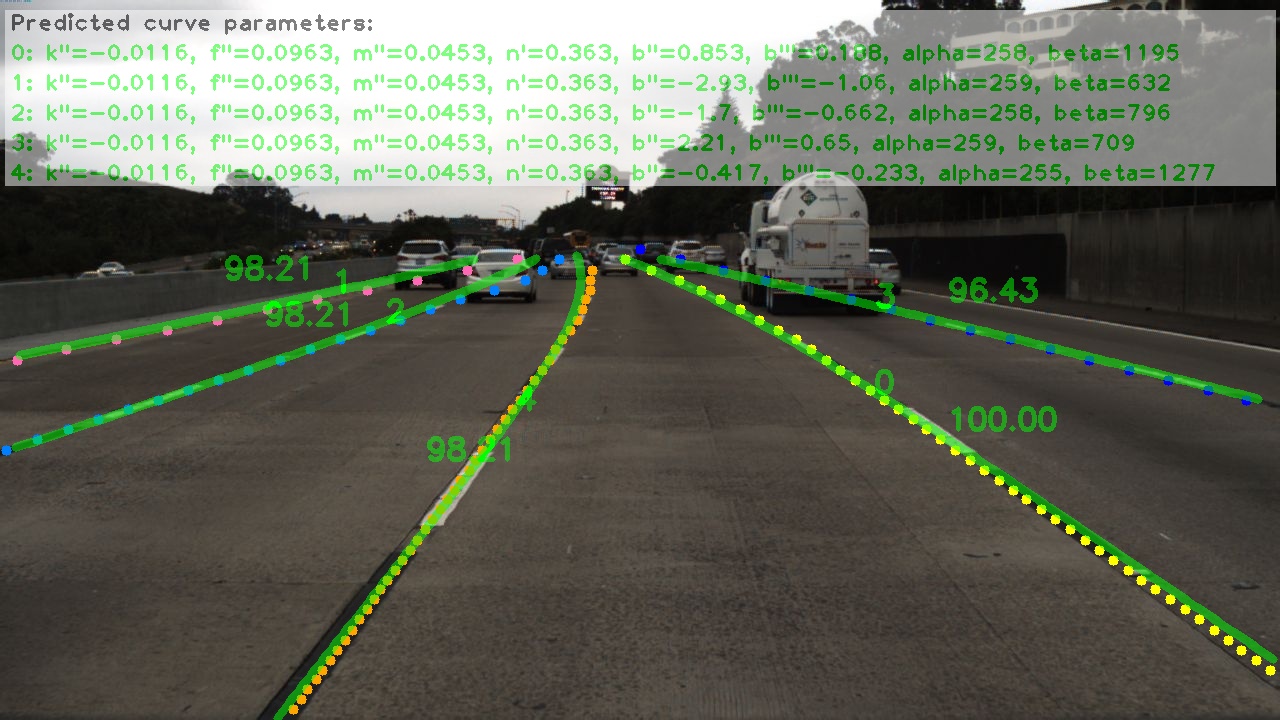 Predicted curve parameters:
0: k''=-0.0116, f''=0.0963, m''=0.0453, n'=0.363, b''=0.853, b'''=0.188, alpha=258, beta=1195
1: k''=-0.0116, f''=0.0963, m''=0.0453, n'=0.363, b''=-2.93, b'''=-1.06, alpha=259, beta=632
2: k''=-0.0116, f''=0.0963, m''=0.0453, n'=0.363, b''=-1.7, b'''=-0.662, alpha=258, beta=796
3: k''=-0.0116, f''=0.0963, m''=0.0453, n'=0.363, b''=2.21, b'''=0.65, alpha=259, beta=709
4: k''=-0.0116, f''=0.0963, m''=0.0453, n'=0.363, b''=-0.417, b'''=-0.233, alpha=255, beta=1277
98.21 1
98.21 2
3 96.43
0
100.00
98.21